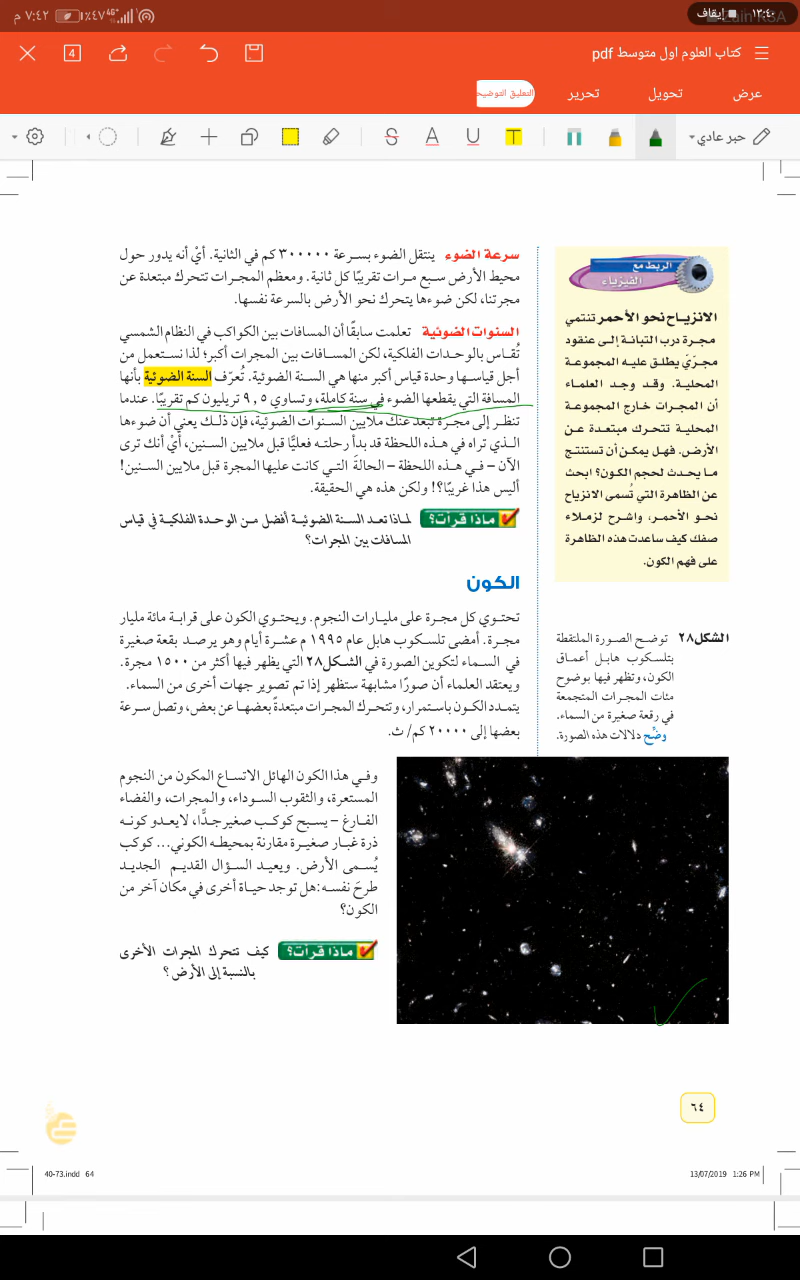 ١٣:٤٠ إيقاف
٧:٤٢ م
٪٤٧
4G+
كتاب العلوم اول متوسط pdf
4
عرض
تحويل
تحرير
التعليق التوضيح
حبر عادي
سرعة الضوء ينتقل الضوء بسرعة ٣٠٠٠٠٠ كم في الثانية. أيْ أنه يدور حول
محيط الأرض سبع مرات تقريبًا كل ثانية. ومعظم المجرات تتحرك مبتعدة عن
مجرتنا، لكن ضوءها يتحرك نحو الأرض بالسرعة نفسها.
السنوات الضوئية تعلمت سابقًا أن المسافات بين الكواكب في النظام الشمسي
تُقاس بالوحدات الفلكية، لكن المسافات بين المجرات أكبر؛ لذا نستعمل من
أجل قياسها وحدة قياس أكبر منها هي السنة الضوئية. تُعرّف السنة الضوئية بأنها
المسافة التي يقطعها الضوء في سنة كاملة، وتساوي ٩٫٥ تريليون كم تقريبًا. عندما
تنظر إلى مجرة تبعد عنك ملايين السنوات الضوئية، فإن ذلك يعني أن ضوءها
الذي تراه في هذه اللحظة قد بدأ رحلته فعليًّا قبل ملايين السنين، أيْ أنك ترى
الآن – في هذه اللحظة – الحالةَ التي كانت عليها المجرة قبل ملايين السنين!
أليس هذا غريبًا؟! ولكن هذه هي الحقيقة.
ماذا قرأت؟ لماذا تعد السنة الضوئية أفضل من الوحدة الفلكية في قياس
المسافات بين المجرات؟
الكون
تحتوي كل مجرة على مليارات النجوم. ويحتوي الكون على قرابة مائة مليار
مجرة. أمضى تلسكوب هابل عام ١٩٩٥ م عشرة أيام وهو يرصد بقعة صغيرة
في السماء لتكوين الصورة في الشكل٢٨ التي يظهر فيها أكثر من ١٥٠٠ مجرة.
ويعتقد العلماء أن صورًا مشابهة ستظهر إذا تم تصوير جهات أخرى من السماء.
يتمدد الكون باستمرار، وتتحرك المجرات مبتعدةً بعضها عن بعض، وتصل سرعة
بعضها إلى ٢٠٠٠٠ كم/ ث.
وفي هذا الكون الهائل الاتساع المكون من النجوم
المستعرة، والثقوب السوداء، والمجرات، والفضاء
الفارغ – يسبح كوكب صغير جدًّا، لايعدو كونه
ذرة غبار صغيرة مقارنة بمحيطه الكوني... كوكب
يُسمى الأرض. ويعيد السؤال القديم الجديد
طرحَ نفسه:هل توجد حياة أخرى في مكان آخر من
الكون؟
ماذا قرأت؟ كيف تتحرك المجرات الأخرى
بالنسبة إلى الأرض ؟
الربط مع
الفيزياء
الانزياح نحو الأحمر تنتمي
مجرة درب التبانة إلى عنقود
مجرّيّ يطلق عليه المجموعة
المحلية. وقد وجد العلماء
أن المجرات خارج المجموعة
المحلية تتحرك مبتعدة عن
الأرض. فهل يمكن أن تستنتج
ما يحدث لحجم الكون؟ ابحث
عن الظاهرة التي تُسمى الانزياح
نحو الأحمر، واشرح لزملاء
صفك كيف ساعدت هذه الظاهرة
على فهم الكون.
الشكل٢٨ توضح الصورة الملتقطة
بتلسكوب هابل أعماق
الكون، وتظهر فيها بوضوح
مئات المجرات المتجمعة
في رقعة صغيرة من السماء.
وضّح دلالات هذه الصورة.
٦٤
40-73.indd 64
13/07/2019 1:26 PM